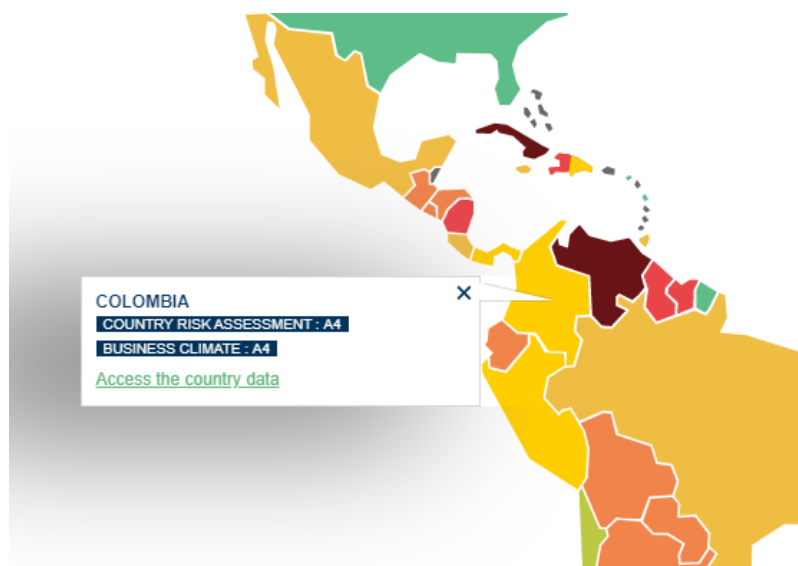 COLOMBIA
COUNTRY RISK ASSESSMENT : A4
BUSINESS CLIMATE : A4
Access the country data